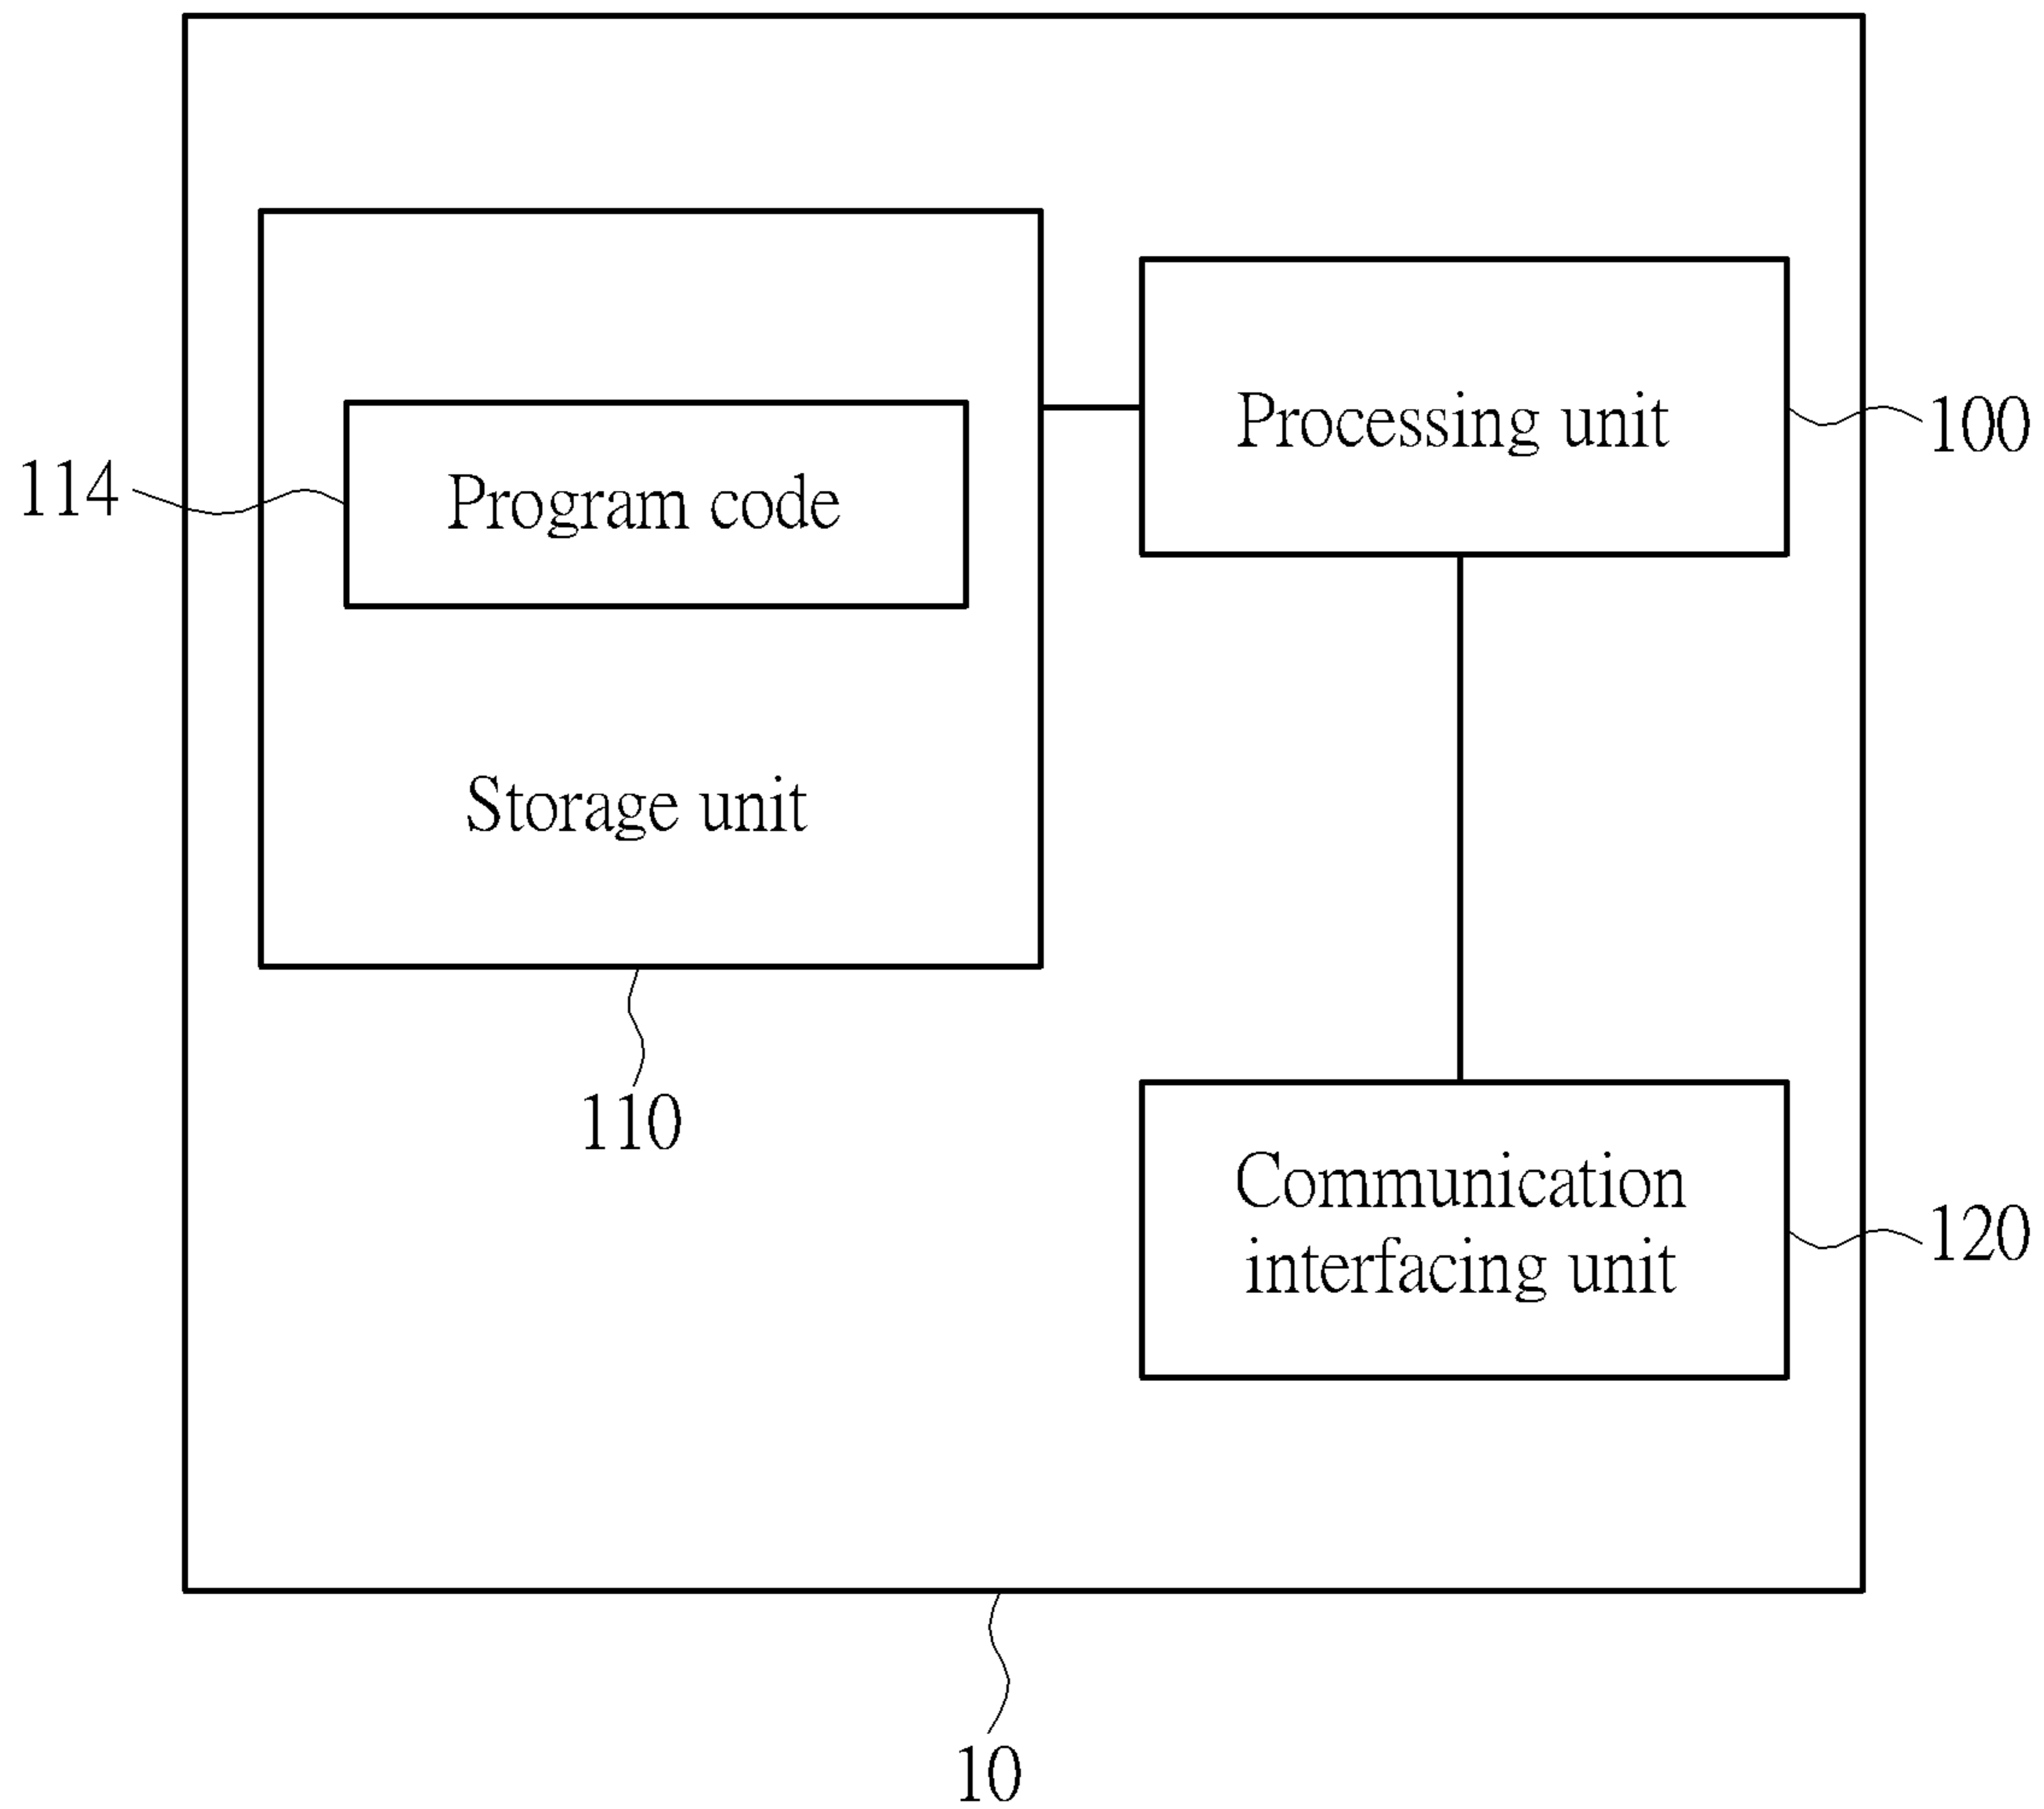 Processing unit
100
114
Program code
Storage unit
110
Communication
interfacing unit
120
10